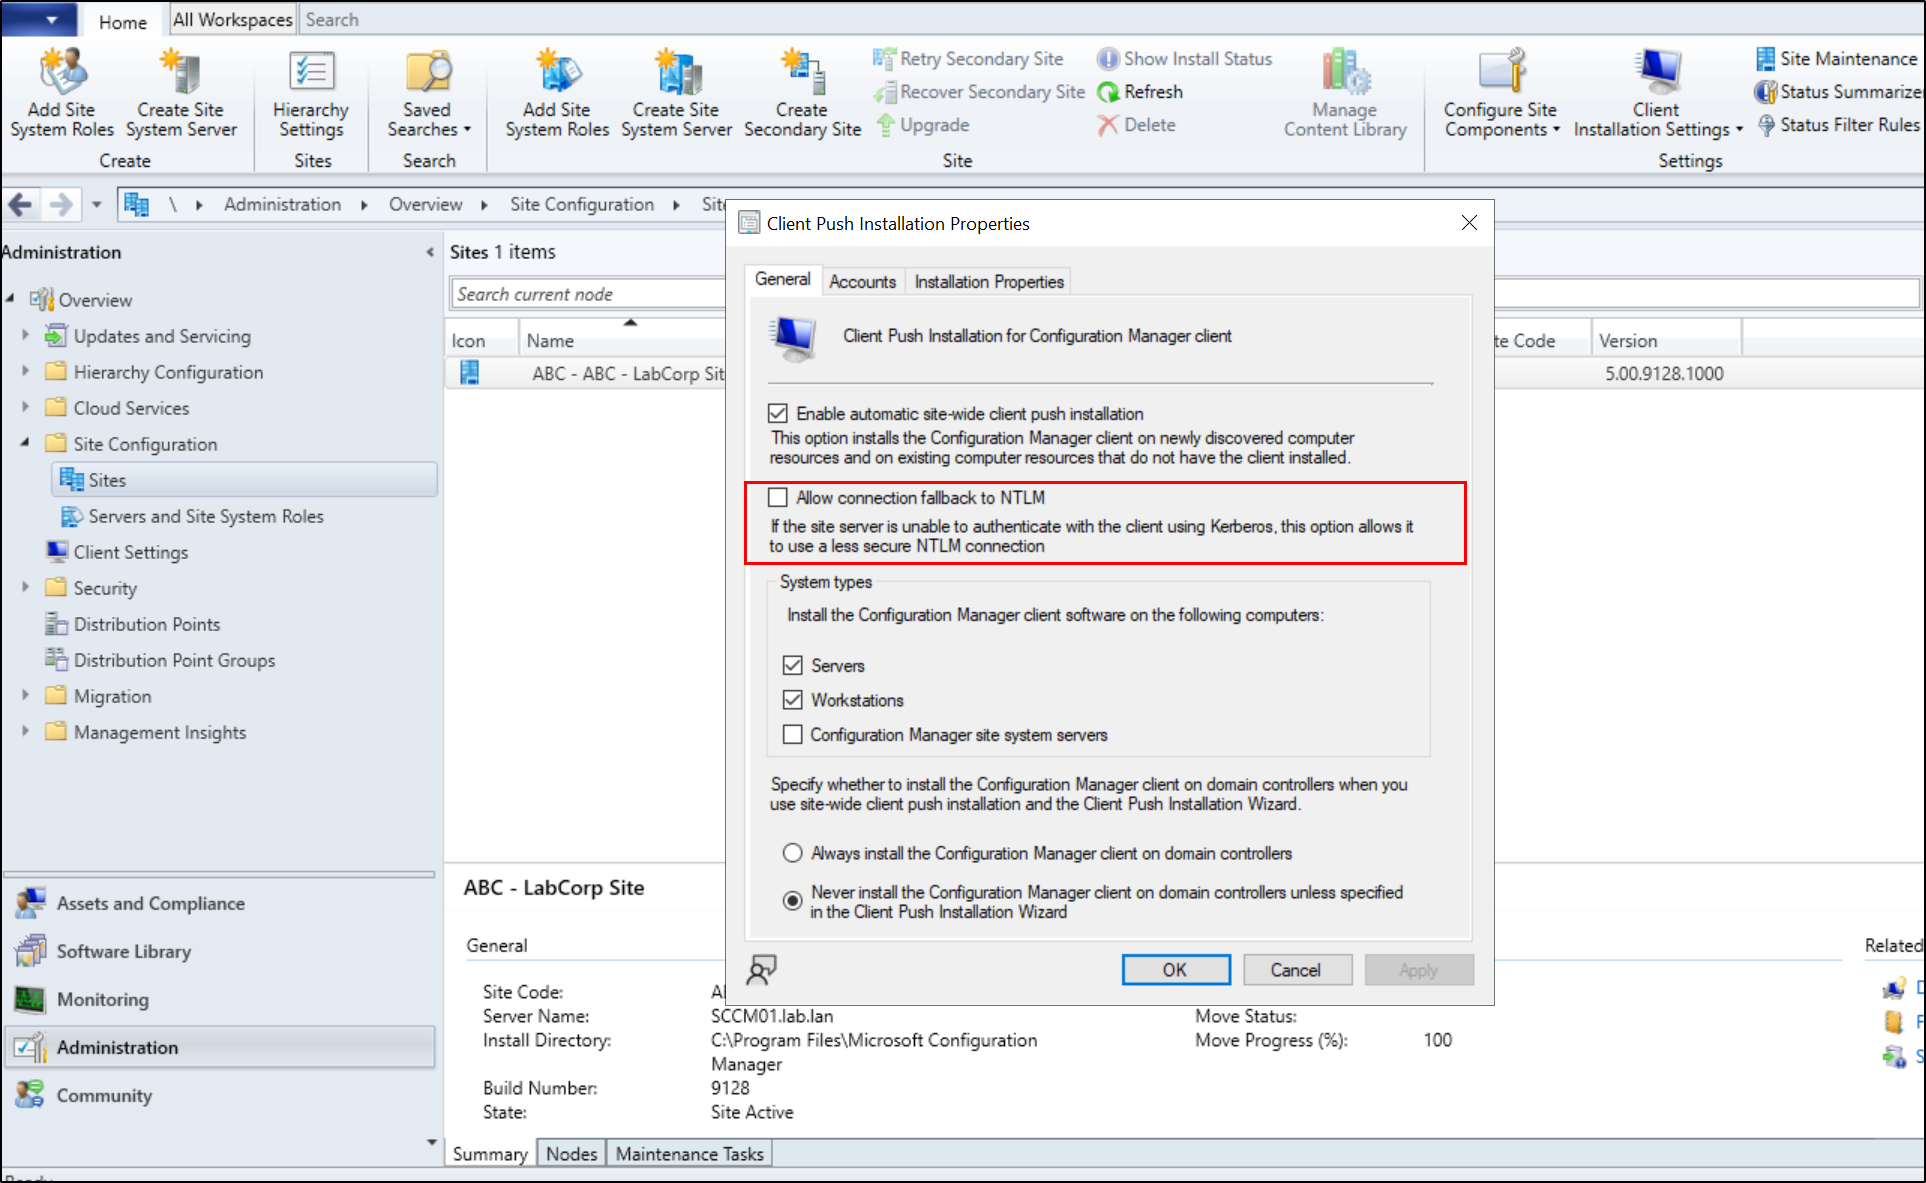 Home
All Workspaces
Search
Add Site
System Roles
Create Site
System Server
Create
Hierarchy
Settings
Sites
Saved
Searches
Search
Add Site
System Roles
Create Site
System Server
Create
Secondary Site
Retry Secondary Site
Recover Secondary Site
Upgrade
Show Install Status
Refresh
Delete
Site
Manage
Content Library
Configure Site
Components
Client
Installation Settings
Site Maintenance
Status Summarize
Status Filter Rules
Settings
\ Administration Overview Site Configuration Site
Administration
Overview
Updates and Servicing
Hierarchy Configuration
Cloud Services
Site Configuration
Sites
Servers and Site System Roles
Client Settings
Security
Distribution Points
Distribution Point Groups
Migration
Management Insights
Assets and Compliance
Software Library
Monitoring
Administration
Community
Sites 1 items
Search current node
Icon
Name
te Code
Version
ABC - ABC - LabCorp Sit
5.00.9128.1000
Client Push Installation Properties
General
Accounts
Installation Properties
Client Push Installation for Configuration Manager client
Enable automatic site-wide client push installation
This option installs the Configuration Manager client on newly discovered computer
resources and on existing computer resources that do not have the client installed.
Allow connection fallback to NTLM
If the site server is unable to authenticate with the client using Kerberos, this option allows it
to use a less secure NTLM connection
System types
Install the Configuration Manager client software on the following computers:
Servers
Workstations
Configuration Manager site system servers
Specify whether to install the Configuration Manager client on domain controllers when you
use site-wide client push installation and the Client Push Installation Wizard.
Always install the Configuration Manager client on domain controllers
Never install the Configuration Manager client on domain controllers unless specified
in the Client Push Installation Wizard
OK
Cancel
Apply
ABC - LabCorp Site
General
Related
Site Code:
Server Name:
SCCM01.lab.lan
Install Directory:
C:\Program Files\Microsoft Configuration
Manager
Build Number:
9128
State:
Site Active
Move Status:
Move Progress (%):
100
Summary
Nodes
Maintenance Tasks